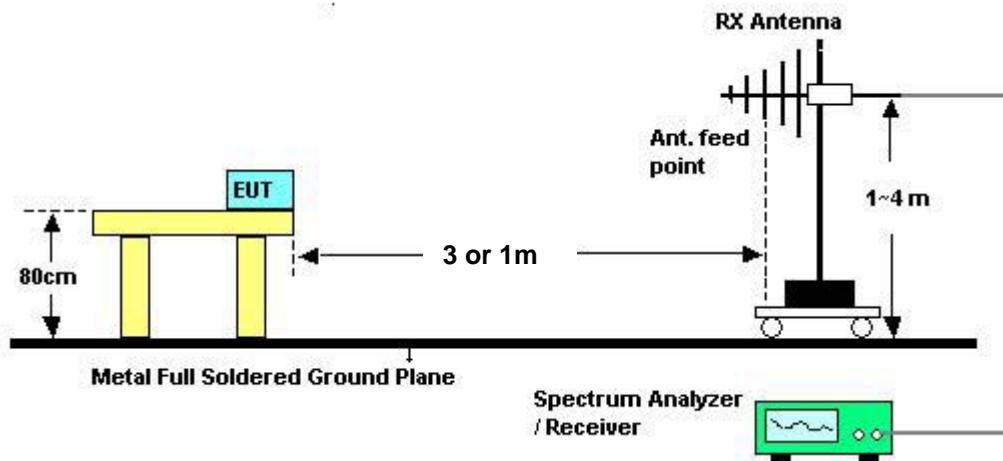 RX Antenna
Ant. feed
point
EUT
1~4 m
3 or 1m
80cm
Metal Full Soldered Ground Plane
Spectrum Analyzer
/ Receiver